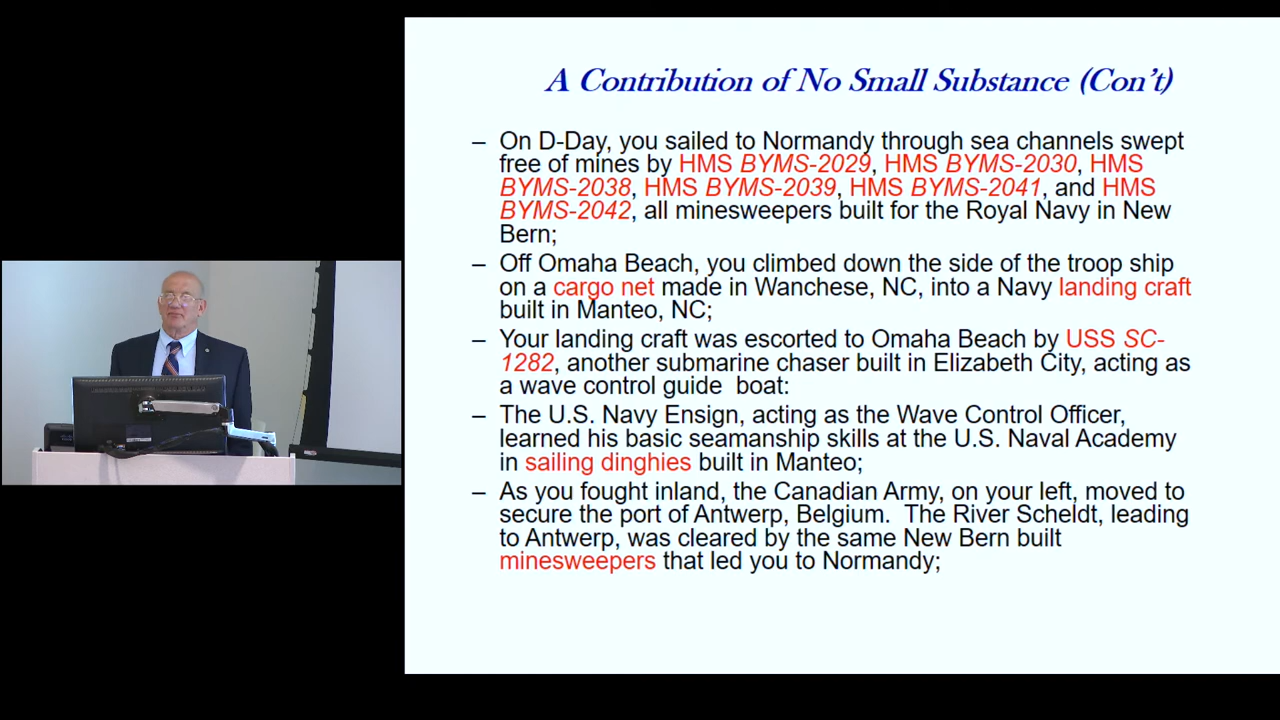 A Contribution of No Small Substance (Con't)
– On D-Day, you sailed to Normandy through sea channels swept
free of mines by HMS BYMS-2029, HMS BYMS-2030, HMS
BYMS-2038, HMS BYMS-2039, HMS BYMS-2041, and HMS
BYMS-2042, all minesweepers built for the Royal Navy in New
Bern;
– Off Omaha Beach, you climbed down the side of the troop ship
on a cargo net made in Wanchese, NC, into a Navy landing craft
built in Manteo, NC;
– Your landing craft was escorted to Omaha Beach by USS SC-
1282, another submarine chaser built in Elizabeth City, acting as
a wave control guide boat:
– The U.S. Navy Ensign, acting as the Wave Control Officer,
learned his basic seamanship skills at the U.S. Naval Academy
in sailing dinghies built in Manteo;
– As you fought inland, the Canadian Army, on your left, moved to
secure the port of Antwerp, Belgium. The River Scheldt, leading
to Antwerp, was cleared by the same New Bern built
minesweepers that led you to Normandy;